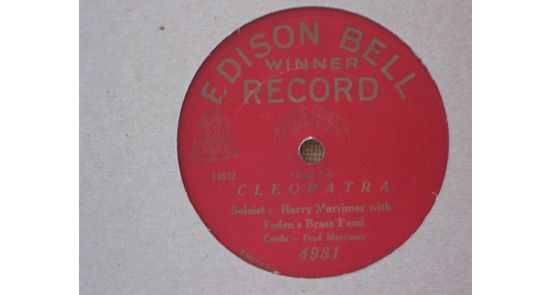 EDISON BELL
WINNER
RECORD
12572
CLEOPATRA
Soloist :- Harry Mortimer with
Foden's Brass Band
Condr :- Fred Mortimer
4981